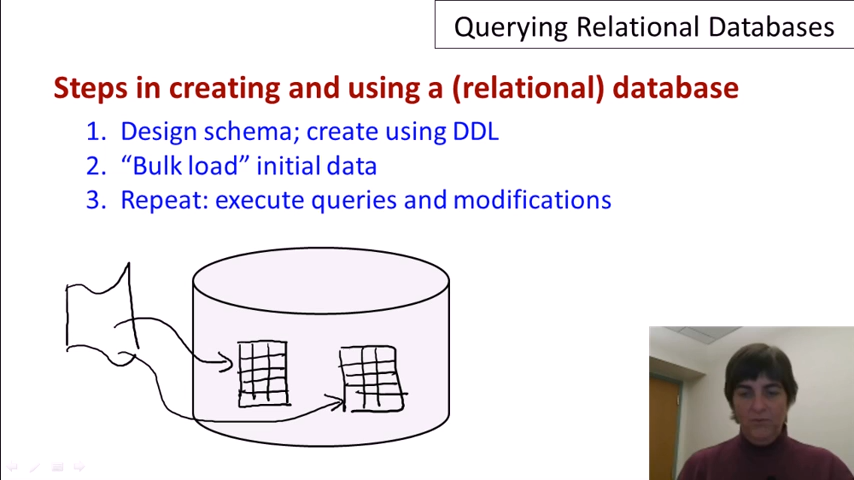 Querying Relational Databases
Steps in creating and using a (relational) database
1. Design schema; create using DDL
2. “Bulk load” initial data
3. Repeat: execute queries and modifications